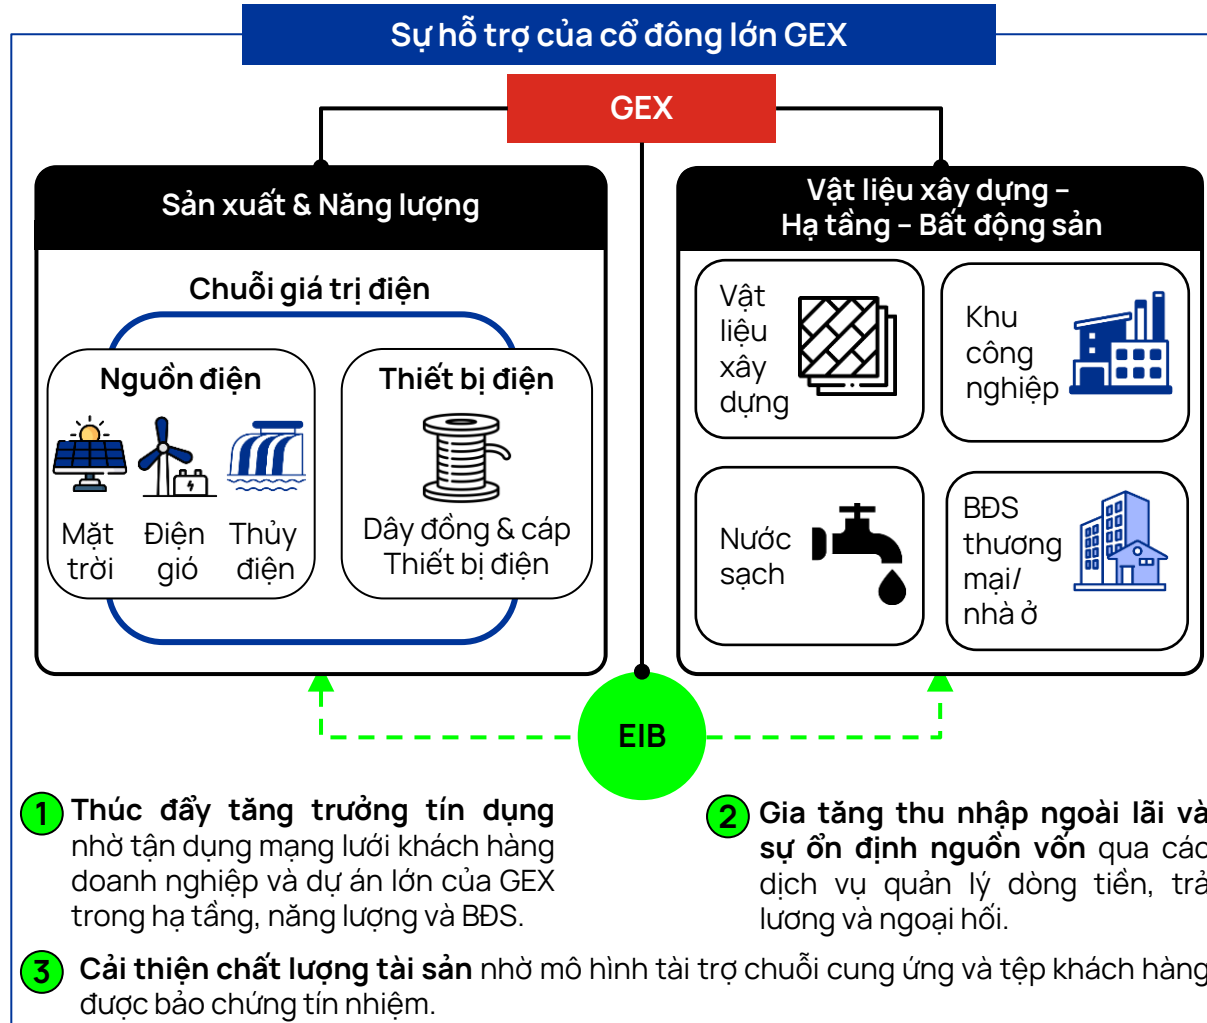 Sự hỗ trợ của cổ đông lớn GEX
GEX
Sản xuất & Năng lượng
Chuỗi giá trị điện
Nguồn điện
Mặt
trời
Điện
gió
Thủy
điện
Thiết bị điện
Dây đồng & cáp
Thiết bị điện
Vật liệu xây dựng –
Hạ tầng – Bất động sản
Vật
liệu
xây
dựng
Khu
công
nghiệp
Nước
sạch
BĐS
thương
mại/
nhà ở
EIB
1 Thúc đẩy tăng trưởng tín dụng
nhờ tận dụng mạng lưới khách hàng
doanh nghiệp và dự án lớn của GEX
trong hạ tầng, năng lượng và BĐS.
2 Gia tăng thu nhập ngoài lãi và
sự ổn định nguồn vốn qua các
dịch vụ quản lý dòng tiền, trả
lương và ngoại hối.
3 Cải thiện chất lượng tài sản nhờ mô hình tài trợ chuỗi cung ứng và tệp khách hàng
được bảo chứng tín nhiệm.